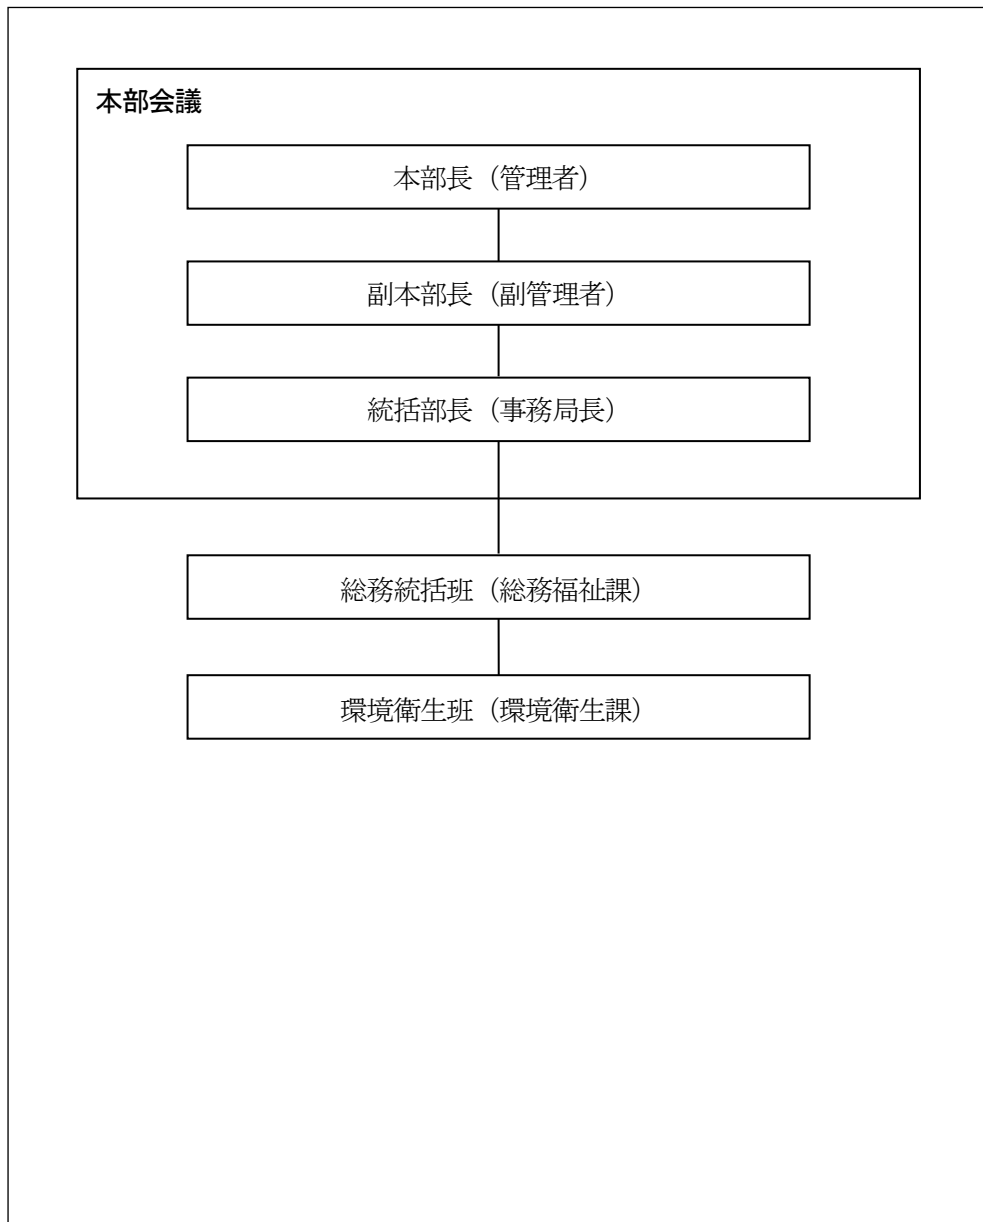 本部会議
本部長（管理者）
副本部長（副管理者）
統括部長（事務局長）
総務統括班（総務福祉課）
環境衛生班（環境衛生課）